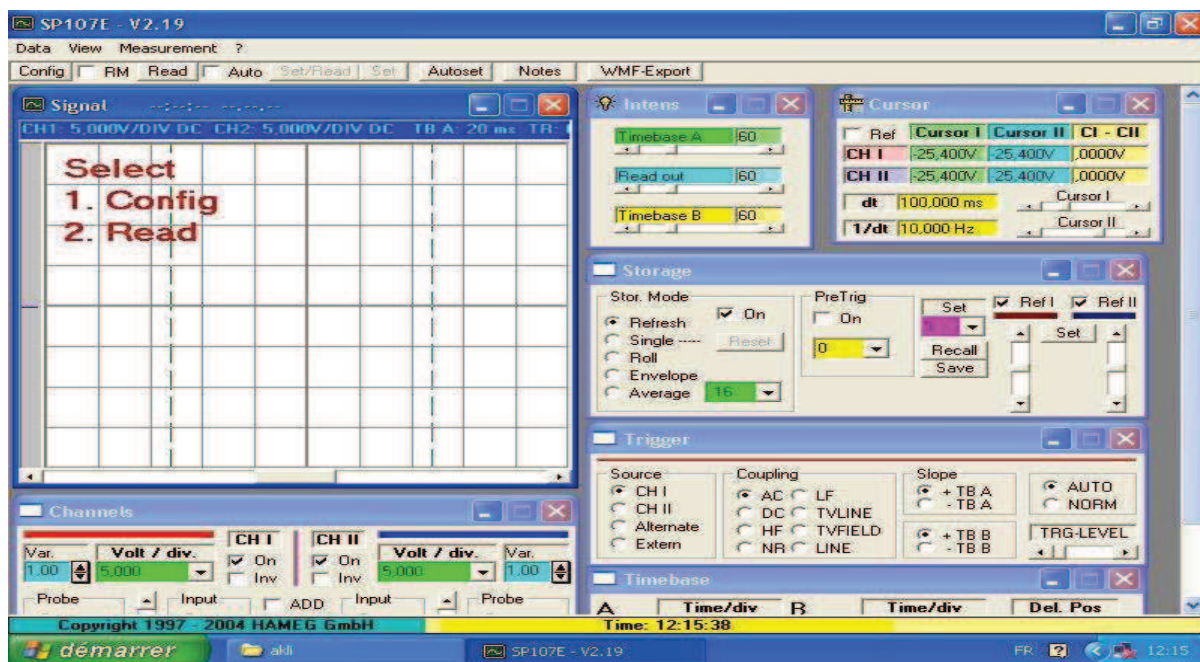 SP107E - V2.19
Data View Measurement ?
Config RM Read Auto Set/Read Set Autoset Notes WMF-Export
Signal --:--:-- --.--.--
CH1: 5,000V/DIV DC CH2: 5,000V/DIV DC TB A: 20 ms TR:
Select
1. Config
2. Read
Intens
Timebase A 60
Read out 60
Timebase B 60
Cursor
Ref Cursor I Cursor II CI - CII
CH I -25,400V -25,400V ,0000V
CH II -25,400V -25,400V ,0000V
dt 100,000 ms Cursor I
1/dt 10,000 Hz Cursor II
Storage
Stor. Mode
On
Refresh
Single ----
Reset
Roll
Envelope
Average 16
PreTrig
On
0
Set
Recall
Save
Ref I Ref II
Set
Trigger
Source
CH I
CH II
Alternate
Extern
Coupling
AC LF
DC TVLINE
HF TVFIELD
NR LINE
Slope
+ TB A
- TB A
+ TB B
- TB B
AUTO
NORM
TRG-LEVEL
Channels
CH I CH II
Var. Volt / div. On On Volt / div. Var.
1.00 5,000 Inv Inv 5,000 1.00
Probe Input ADD Input Probe
Timebase
A Time/div B Time/div Del. Pos
Copyright 1997 - 2004 HAMEG GmbH Time: 12:15:38
démarrer akli SP107E - V2.19 FR ? 12:15